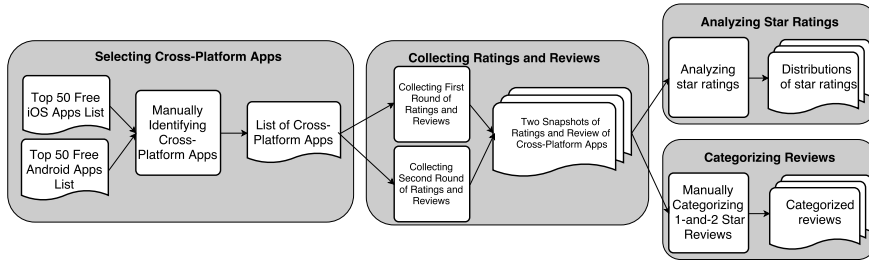 Selecting Cross-Platform Apps
Top 50 Free
iOS Apps List
Top 50 Free
Android Apps
List
Manually
Identifying
Cross-
Platform Apps
List of Cross-
Platform Apps
Collecting Ratings and Reviews
Collecting First
Round of
Ratings and
Reviews
Collecting
Second Round
of Ratings and
Reviews
Two Snapshots of
Ratings and Review of
Cross-Platform Apps
Analyzing Star Ratings
Analyzing
star ratings
Distributions
of star ratings
Categorizing Reviews
Manually
Categorizing
1-and-2 Star
Reviews
Categorized
reviews